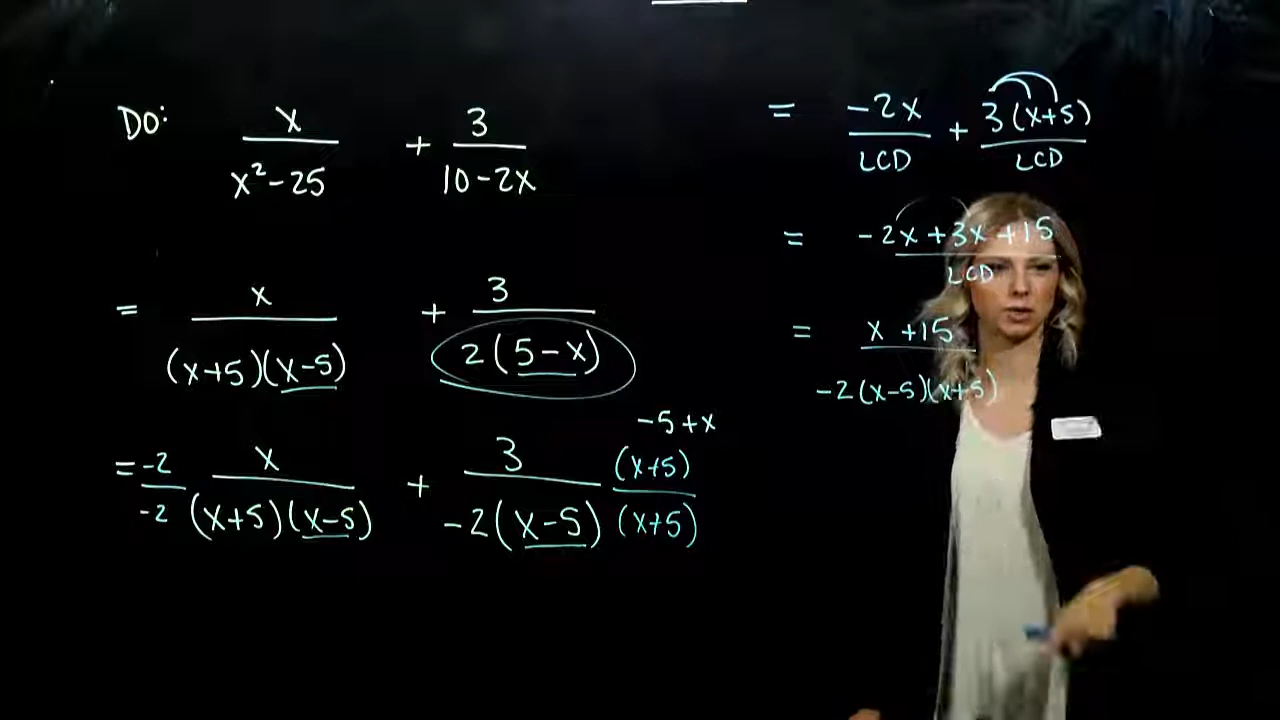 DO: x/(x²-25) + 3/(10-2x)
= x/((x+5)(x-5)) + 3/(2(5-x))
-5+x
= -2/-2 x/((x+5)(x-5)) + 3/(-2(x-5)) (x+5)/(x+5)
= -2x/LCD + 3(x+5)/LCD
= (-2x+3x+15)/LCD
= (x+15)/(-2(x-5)(x+5))